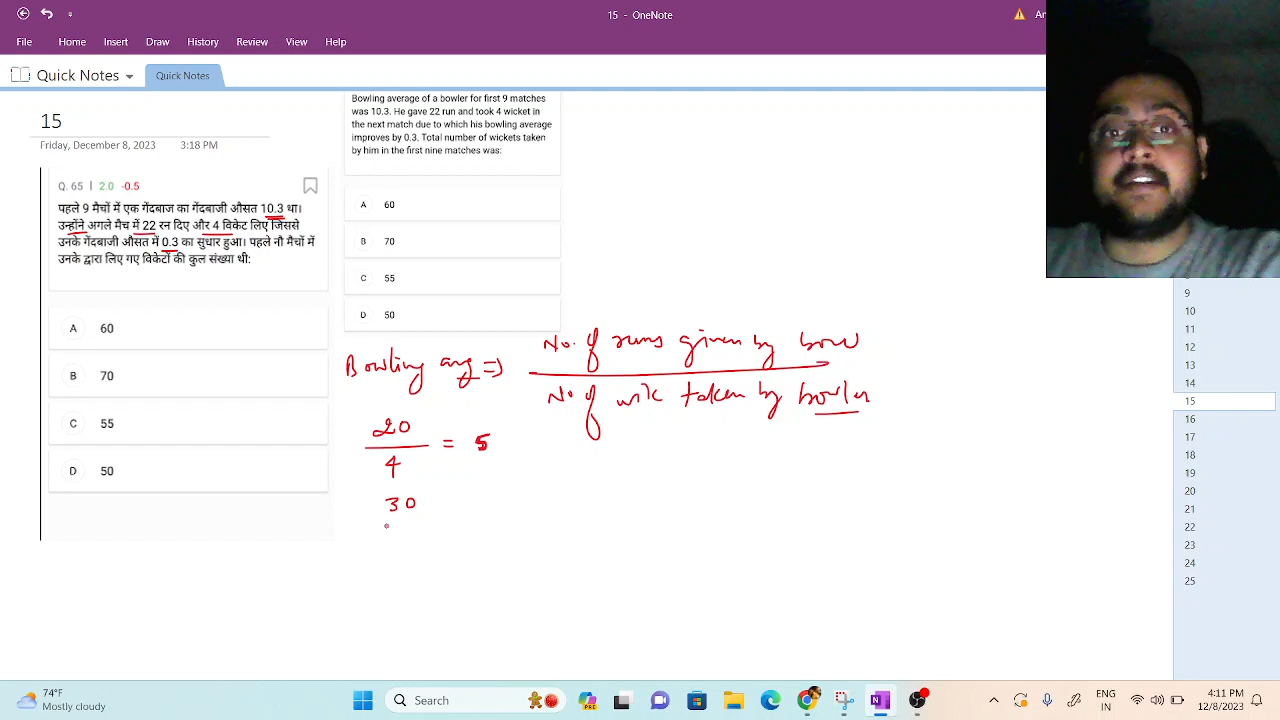 15 - OneNote
An
File Home Insert Draw History Review View Help
Quick Notes
Quick Notes
15
Friday, December 8, 2023 3:18 PM
Q. 65 | 2.0 -0.5
पहले 9 मैचों में एक गेंदबाज का गेंदबाजी औसत 10.3 था।
उन्होंने अगले मैच में 22 रन दिए और 4 विकेट लिए जिससे
उनके गेंदबाजी औसत में 0.3 का सुधार हुआ। पहले नौ मैचों में
उनके द्वारा लिए गए विकेटों की कुल संख्या थी:
A 60
B 70
C 55
D 50
Bowling average of a bowler for first 9 matches
was 10.3. He gave 22 run and took 4 wicket in
the next match due to which his bowling average
improves by 0.3. Total number of wickets taken
by him in the first nine matches was:
A 60
B 70
C 55
D 50
Bowling avg ⇒
No. of runs given by bow
No. of wik taken by bowler
20
4
= 5
30
9
10
11
12
13
14
15
16
17
18
19
20
21
22
23
24
25
74°F
Mostly cloudy
Search
PRE
ENG
IN
4:11 PM
12/8/2023